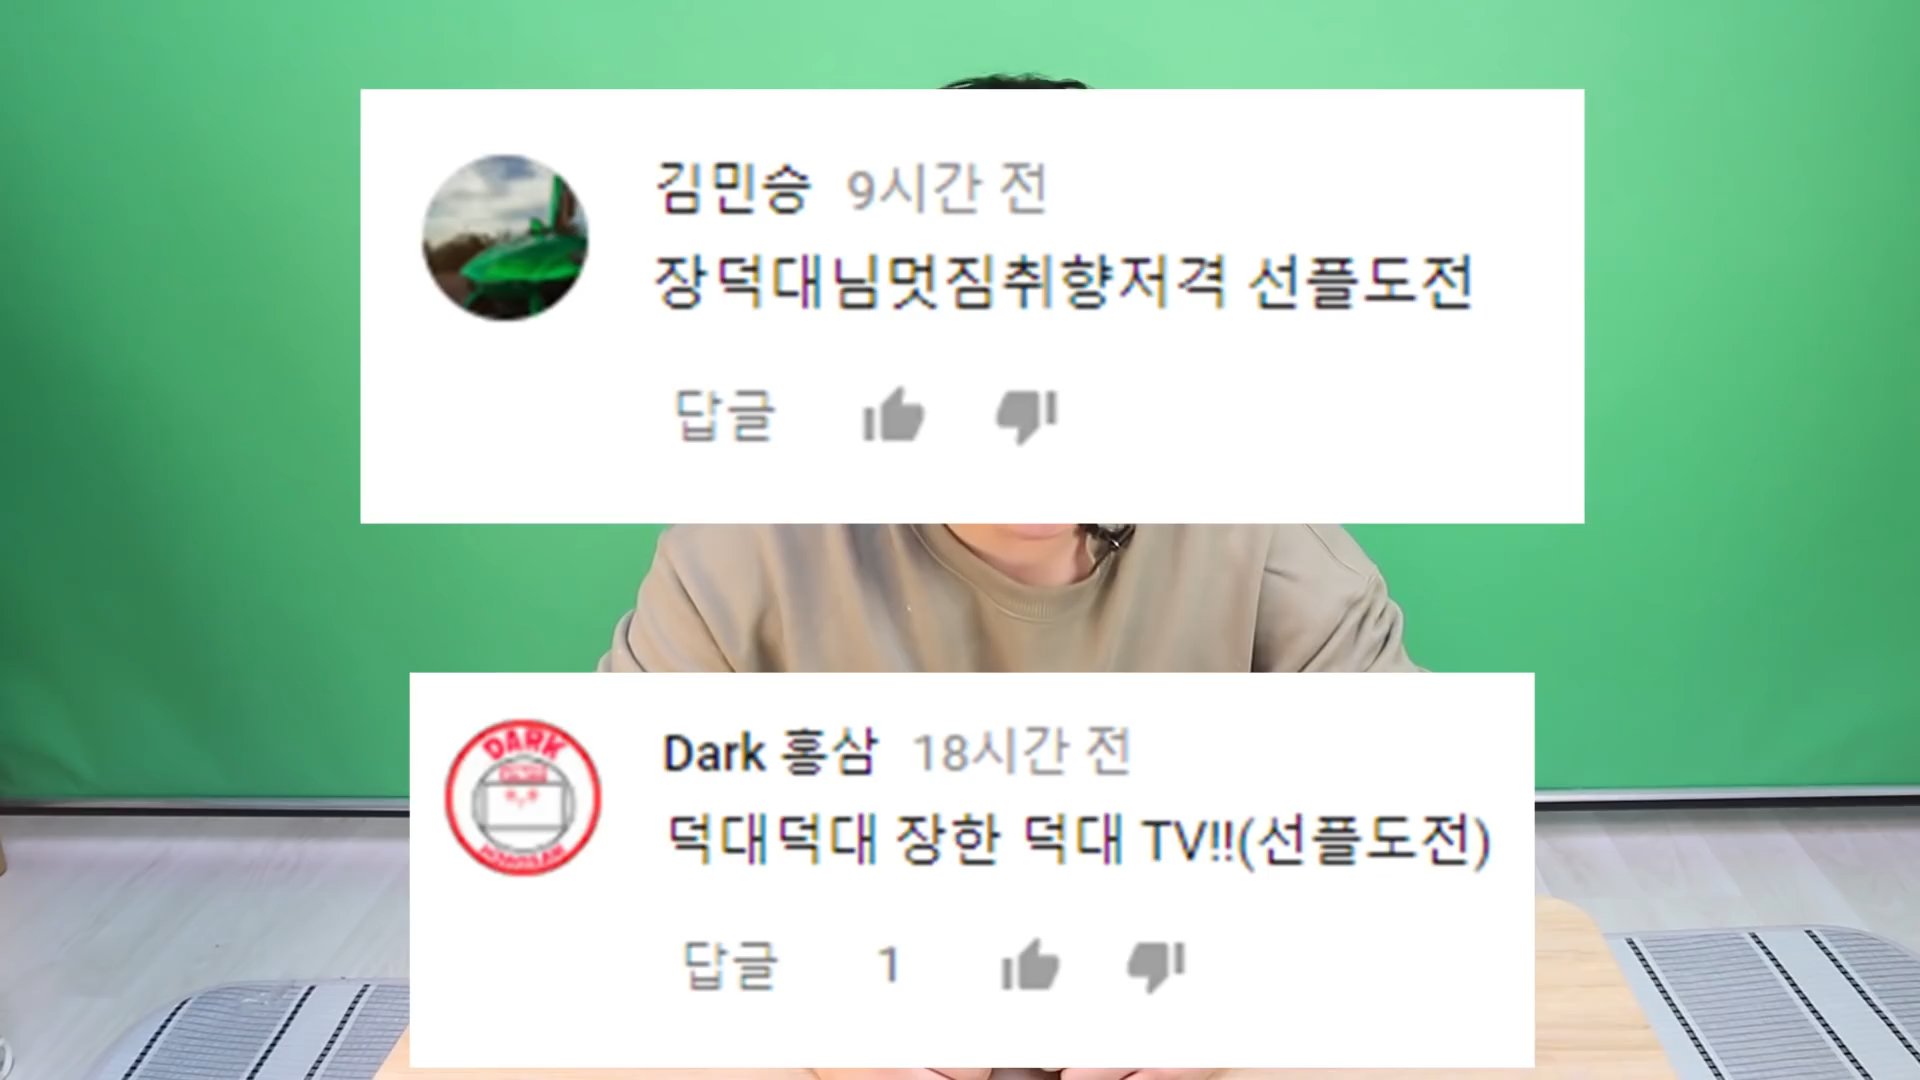 김민승 9시간 전
장덕대님멋짐취향저격 선플도전
답글
DARK
Dark 홍삼 18시간 전
덕대덕대 장한 덕대 TV!!(선플도전)
답글 1